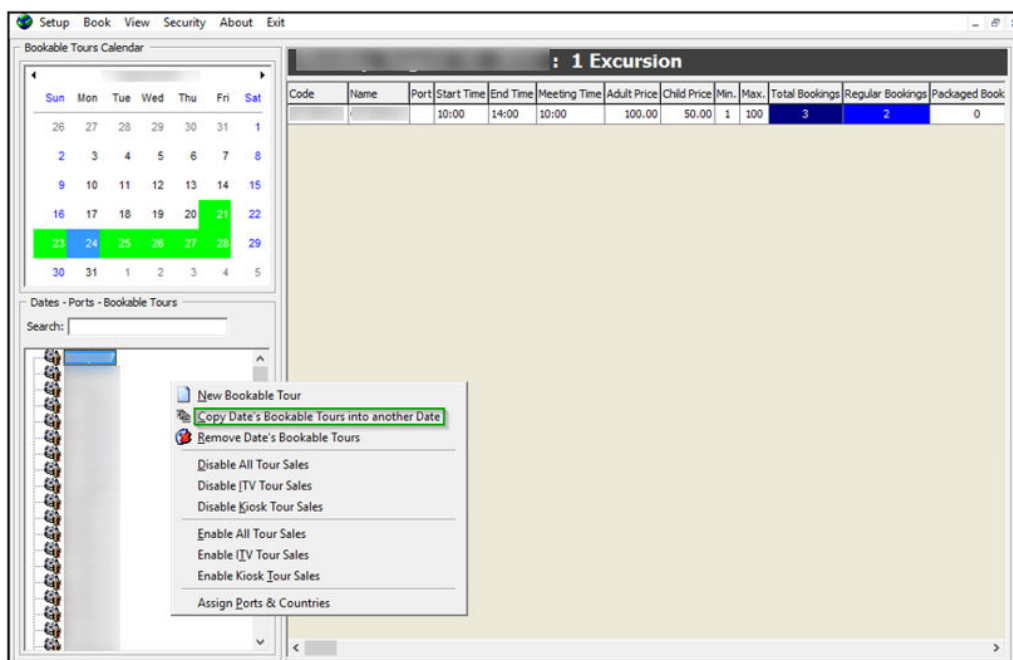 Setup Book View Security About Exit
Bookable Tours Calendar
: 1 Excursion
Sun Mon Tue Wed Thu Fri Sat
26 27 28 29 30 31 1
2 3 4 5 6 7 8
9 10 11 12 13 14 15
16 17 18 19 20 21 22
23 24 25 26 27 28 29
30 31 1 2 3 4 5
Code Name Port Start Time End Time Meeting Time Adult Price Child Price Min. Max. Total Bookings Regular Bookings Packaged Book
10:00 14:00 10:00 100.00 50.00 1 100 3 2 0
Dates - Ports - Bookable Tours
Search:
New Bookable Tour
Copy Date's Bookable Tours into another Date
Remove Date's Bookable Tours
Disable All Tour Sales
Disable ITV Tour Sales
Disable Kiosk Tour Sales
Enable All Tour Sales
Enable ITV Tour Sales
Enable Kiosk Tour Sales
Assign Ports & Countries